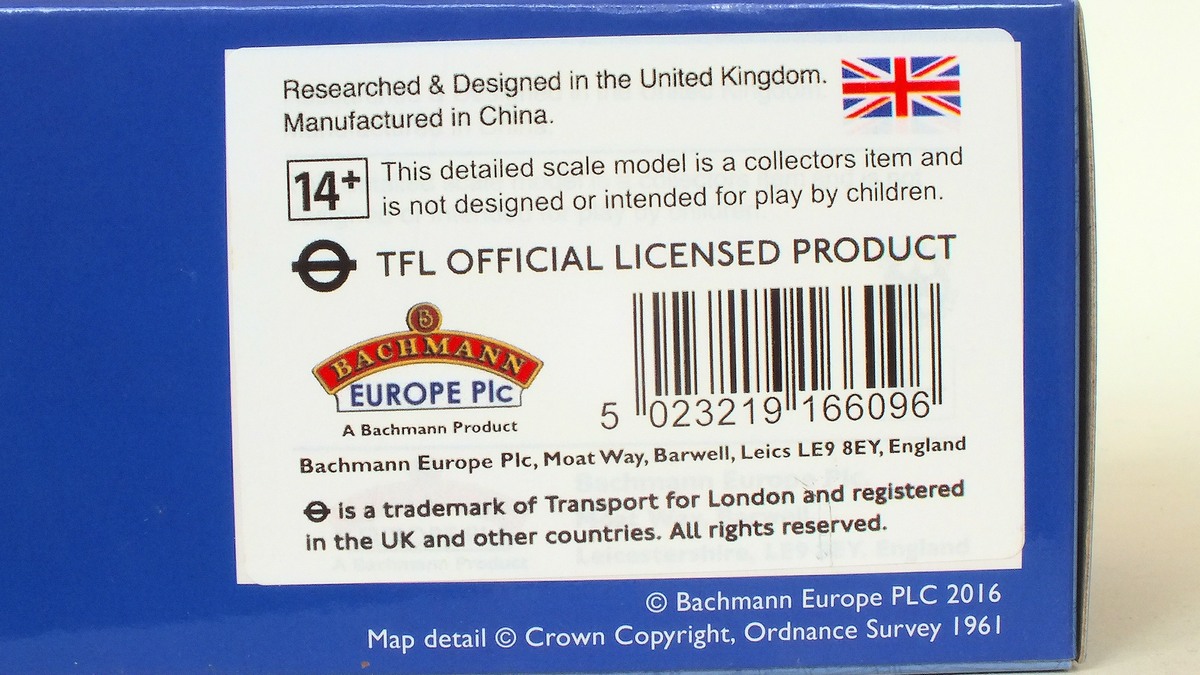 Researched & Designed in the United Kingdom.
Manufactured in China.
14+
This detailed scale model is a collectors item and
is not designed or intended for play by children.
TFL OFFICIAL LICENSED PRODUCT
B
BACHMANN
EUROPE Plc
A Bachmann Product
5 023219 166096
Bachmann Europe Plc, Moat Way, Barwell, Leics LE9 8EY, England
is a trademark of Transport for London and registered
in the UK and other countries. All rights reserved.
© Bachmann Europe PLC 2016
Map detail © Crown Copyright, Ordnance Survey 1961